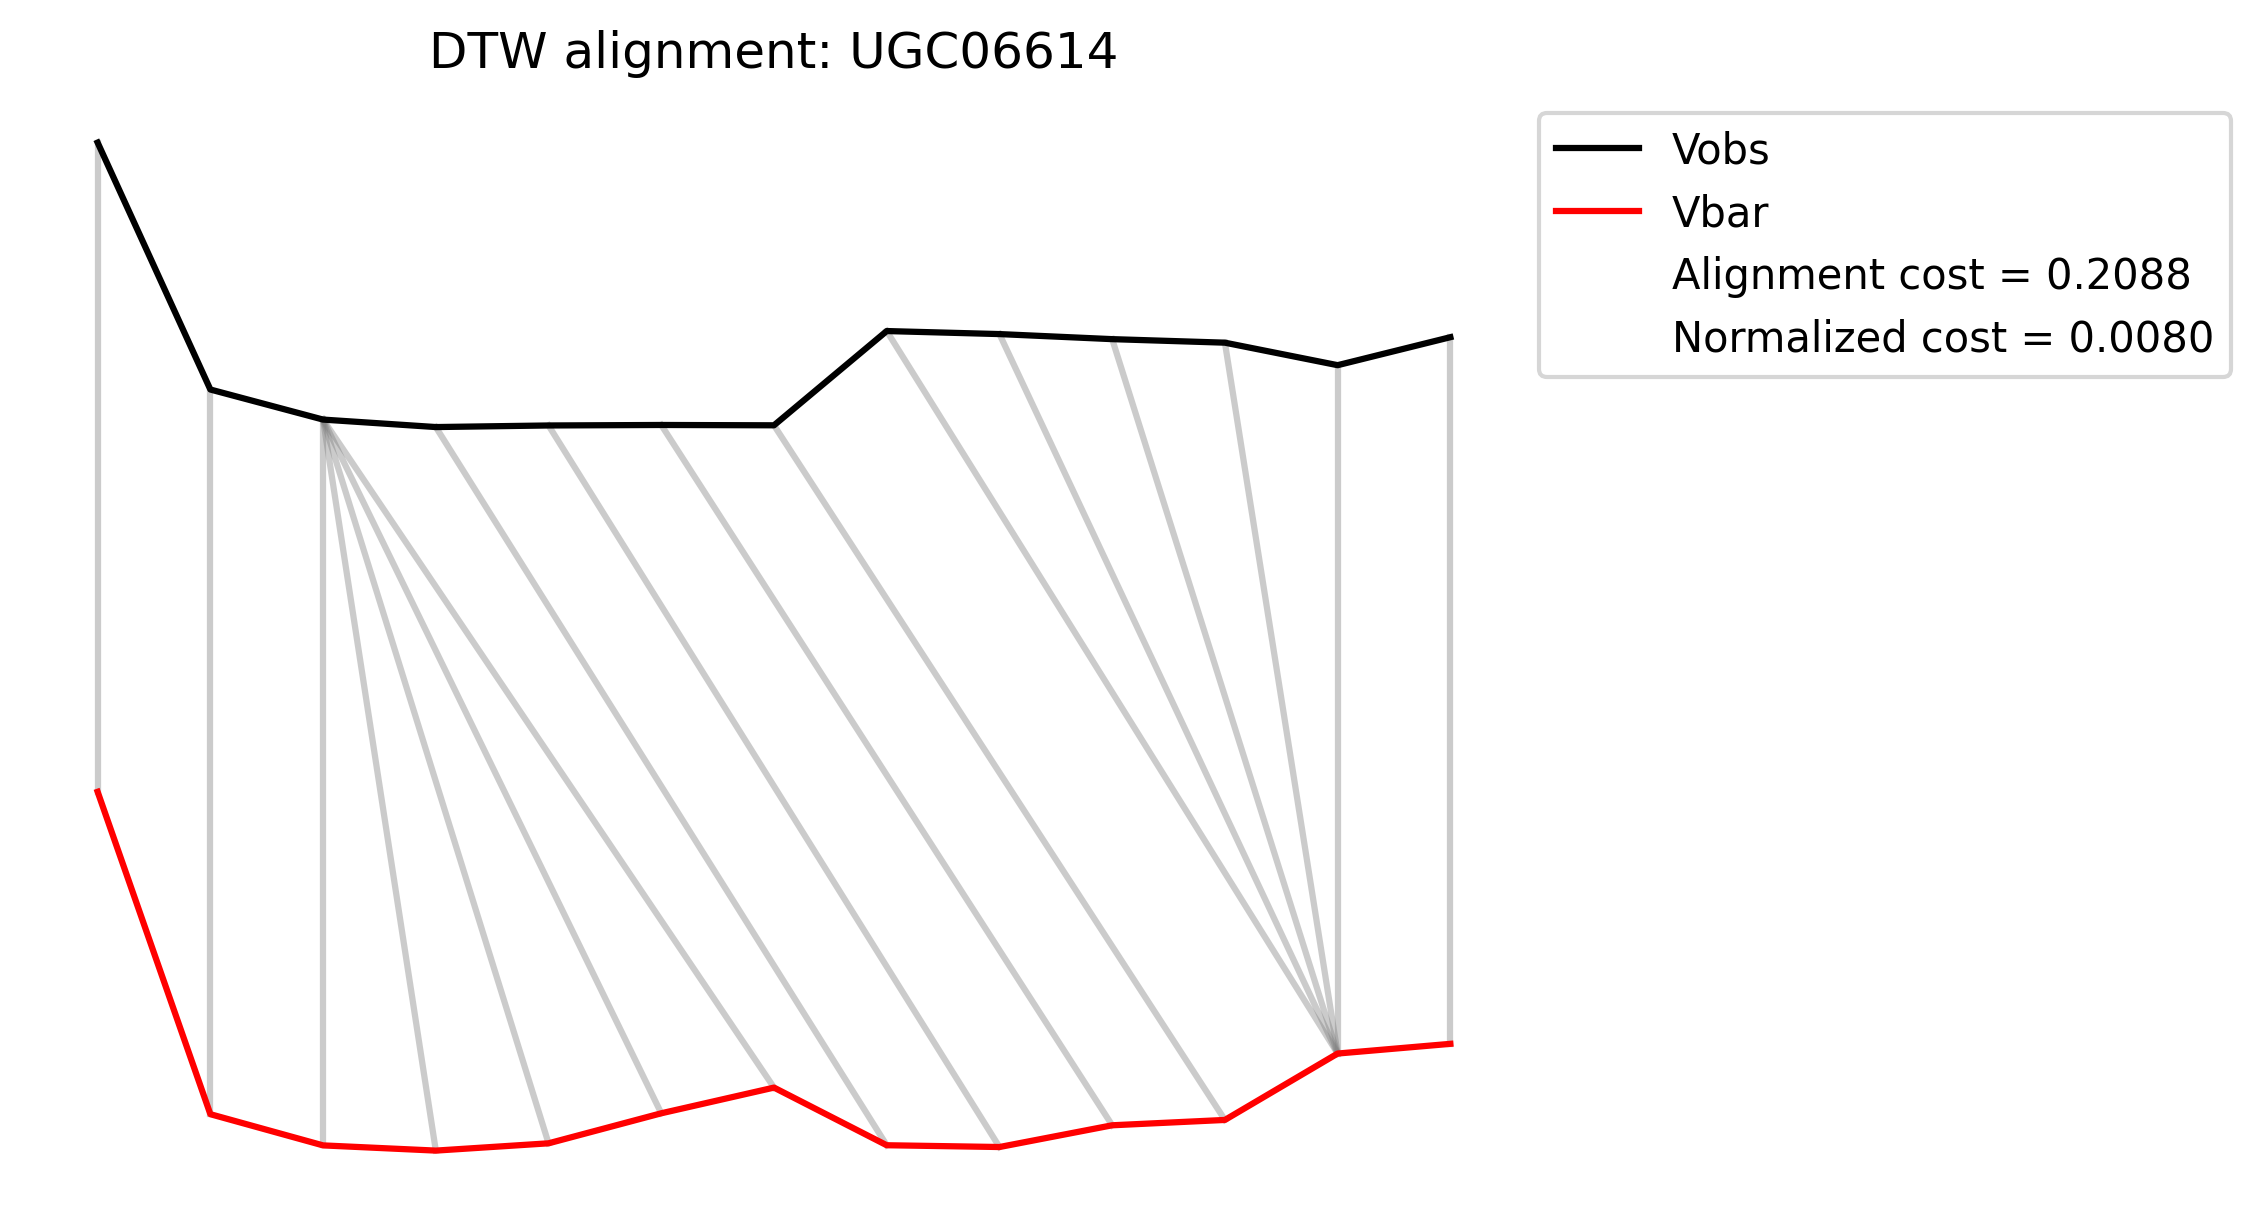 DTW alignment: UGC06614
Vobs
Vbar
Alignment cost = 0.2088
Normalized cost = 0.0080